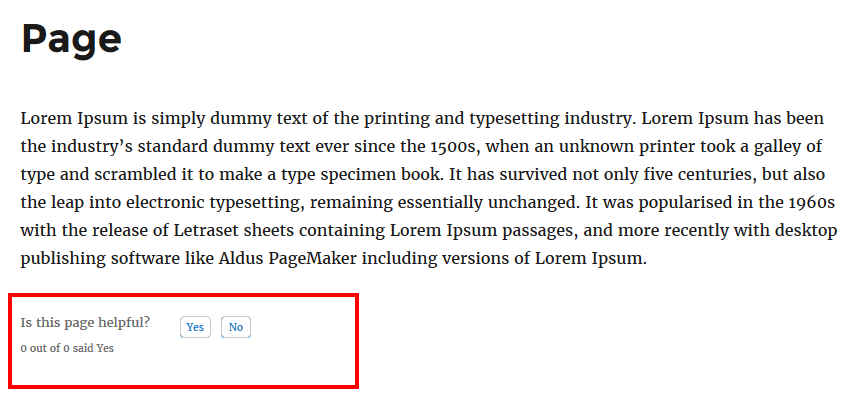 Page
Lorem Ipsum is simply dummy text of the printing and typesetting industry. Lorem Ipsum has been
the industry’s standard dummy text ever since the 1500s, when an unknown printer took a galley of
type and scrambled it to make a type specimen book. It has survived not only five centuries, but also
the leap into electronic typesetting, remaining essentially unchanged. It was popularised in the 1960s
with the release of Letraset sheets containing Lorem Ipsum passages, and more recently with desktop
publishing software like Aldus PageMaker including versions of Lorem Ipsum.
Is this page helpful? Yes No
0 out of 0 said Yes